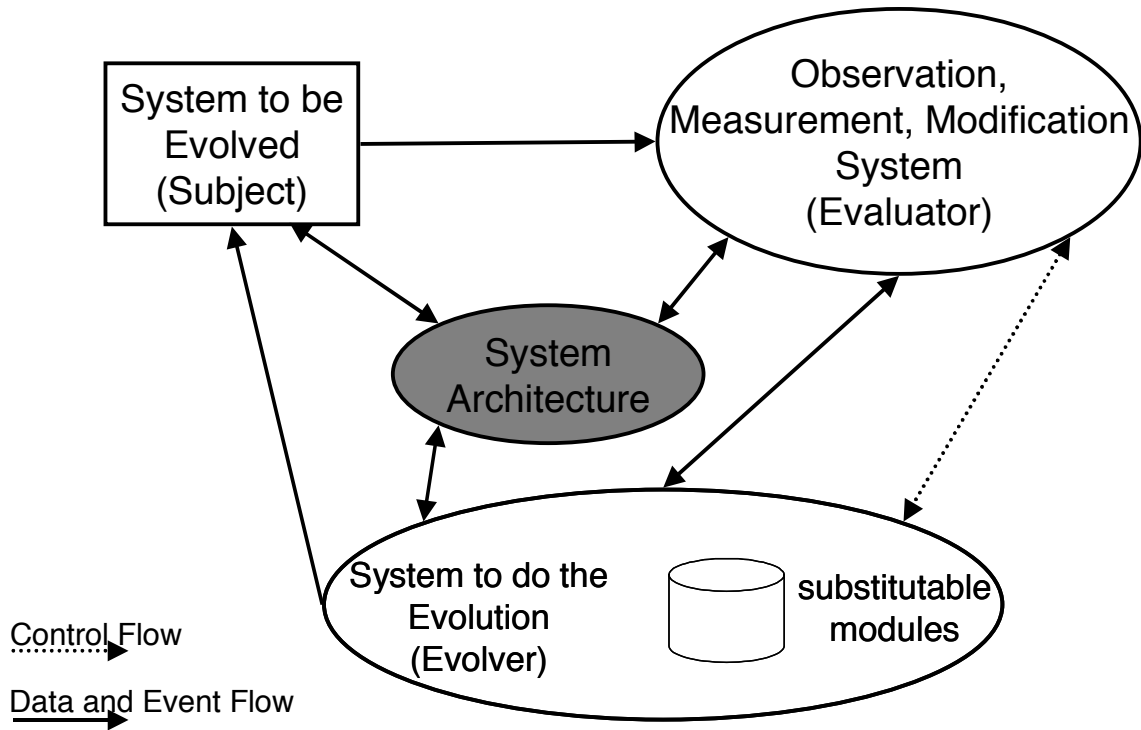 System to be
Evolved
(Subject)
Observation,
Measurement, Modification
System
(Evaluator)
System
Architecture
System to do the
Evolution
(Evolver)
substitutable
modules
Control Flow
Data and Event Flow